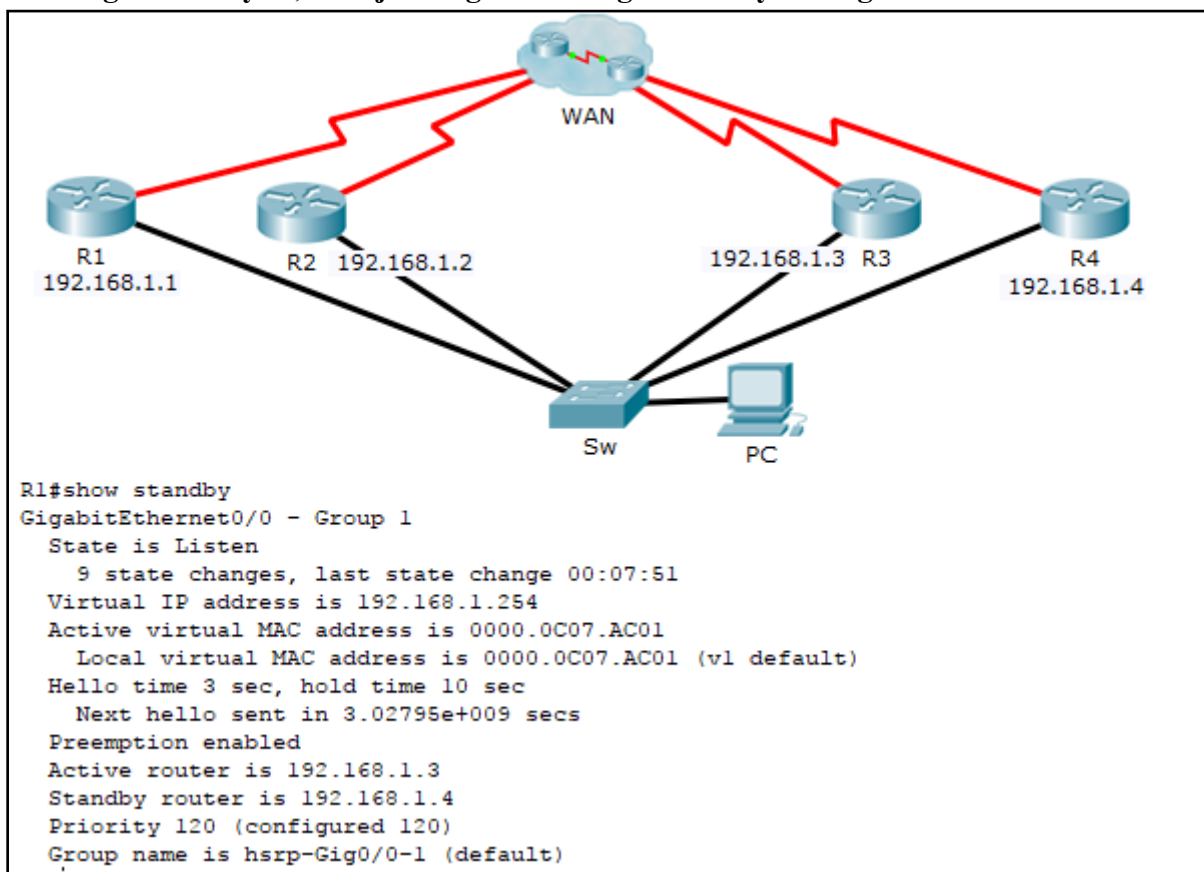 WAN
R1
192.168.1.1
R2 192.168.1.2
192.168.1.3 R3
R4
192.168.1.4
Sw
PC
R1#show standby
GigabitEthernet0/0 - Group 1
State is Listen
9 state changes, last state change 00:07:51
Virtual IP address is 192.168.1.254
Active virtual MAC address is 0000.0C07.AC01
Local virtual MAC address is 0000.0C07.AC01 (v1 default)
Hello time 3 sec, hold time 10 sec
Next hello sent in 3.02795e+009 secs
Preemption enabled
Active router is 192.168.1.3
Standby router is 192.168.1.4
Priority 120 (configured 120)
Group name is hsrp-Gig0/0-1 (default)